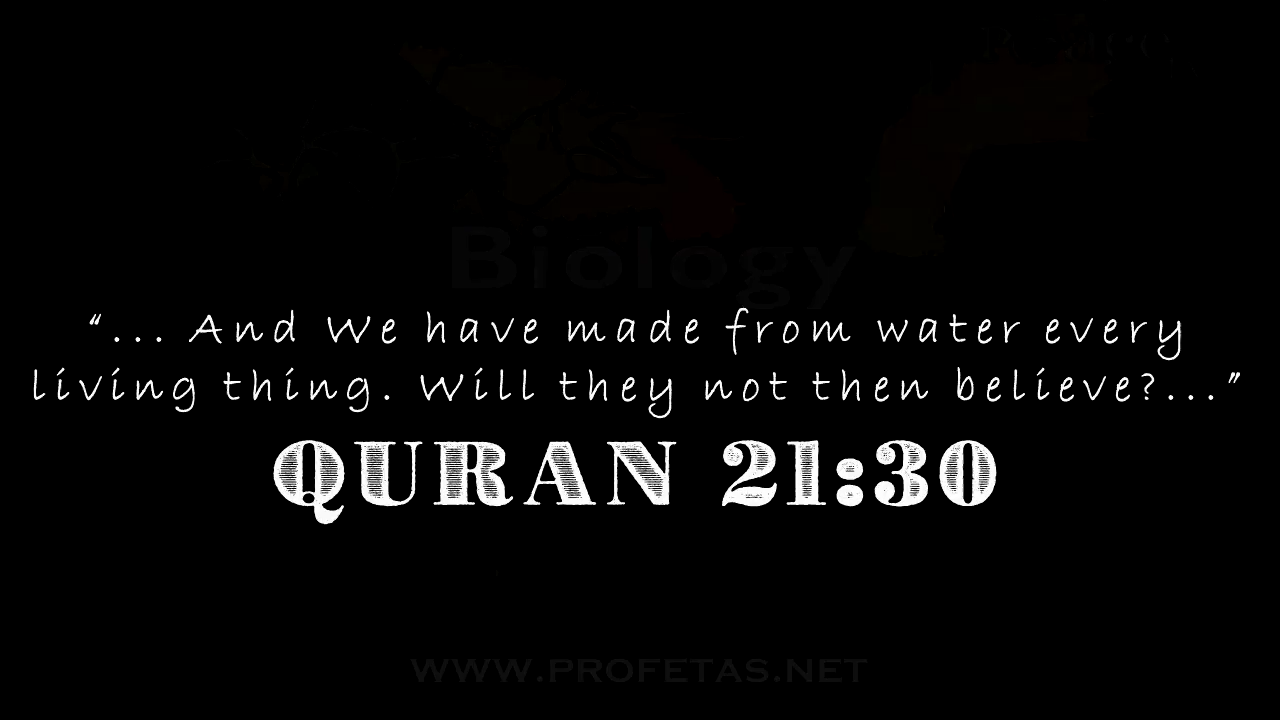 Biology
“... And We have made from water every
living thing. Will they not then believe?...”
QURAN 21:30
WWW.PROFETAS.NET